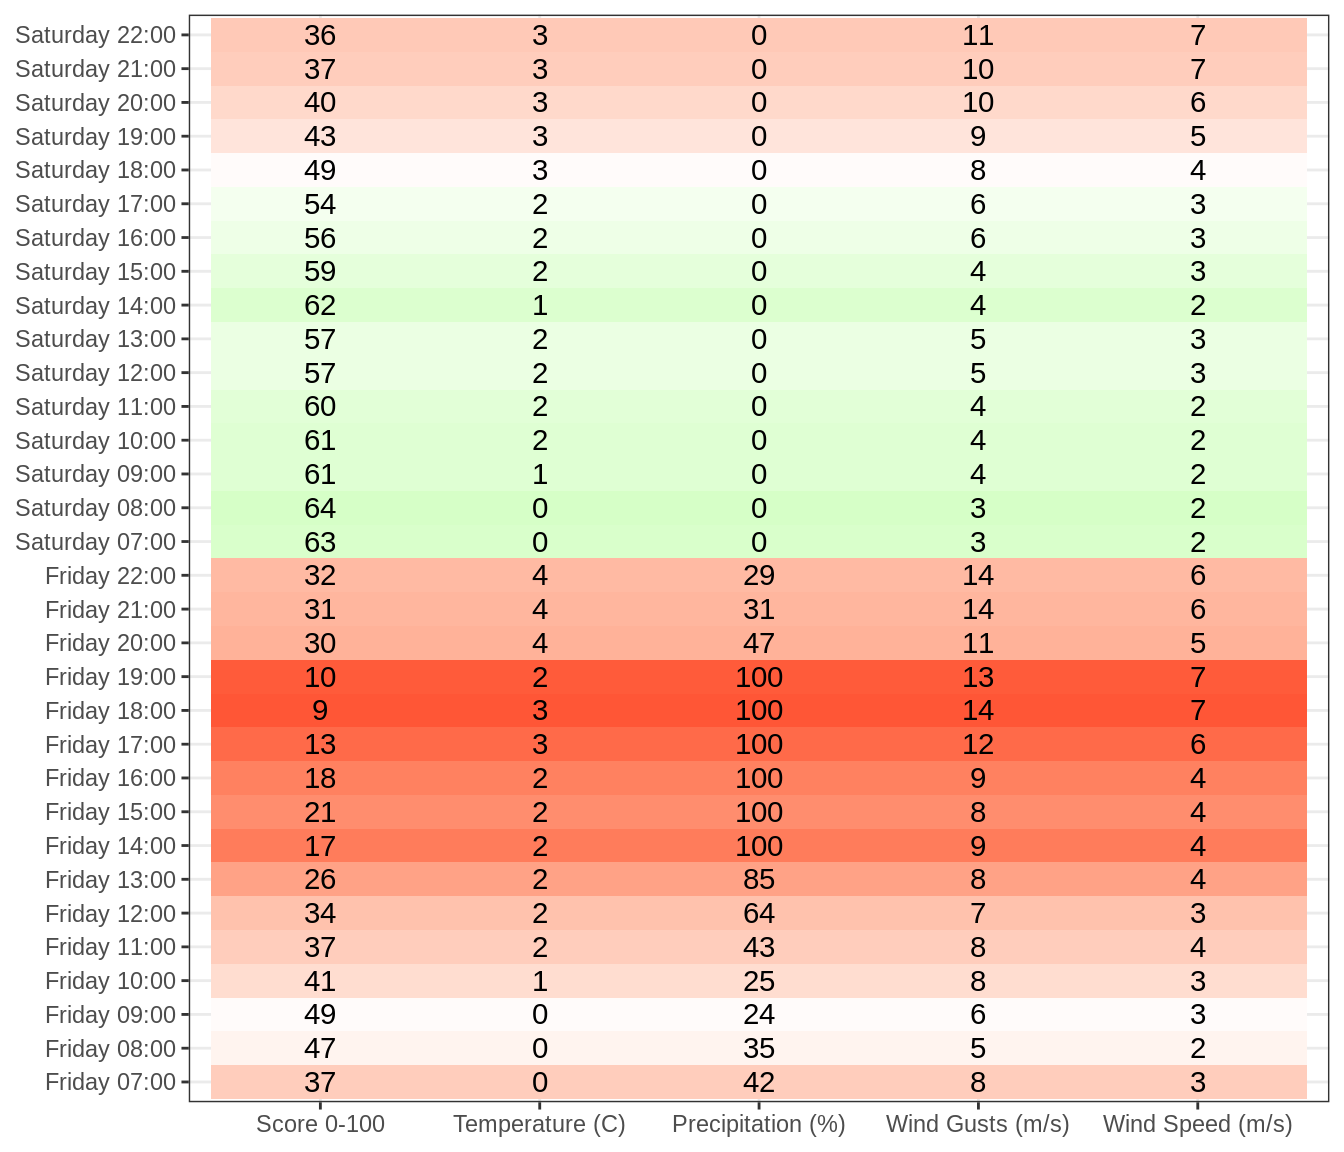 Saturday 22:00 36 3 0 11 7
Saturday 21:00 37 3 0 10 7
Saturday 20:00 40 3 0 10 6
Saturday 19:00 43 3 0 9 5
Saturday 18:00 49 3 0 8 4
Saturday 17:00 54 2 0 6 3
Saturday 16:00 56 2 0 6 3
Saturday 15:00 59 2 0 4 3
Saturday 14:00 62 1 0 4 2
Saturday 13:00 57 2 0 5 3
Saturday 12:00 57 2 0 5 3
Saturday 11:00 60 2 0 4 2
Saturday 10:00 61 2 0 4 2
Saturday 09:00 61 1 0 4 2
Saturday 08:00 64 0 0 3 2
Saturday 07:00 63 0 0 3 2
Friday 22:00 32 4 29 14 6
Friday 21:00 31 4 31 14 6
Friday 20:00 30 4 47 11 5
Friday 19:00 10 2 100 13 7
Friday 18:00 9 3 100 14 7
Friday 17:00 13 3 100 12 6
Friday 16:00 18 2 100 9 4
Friday 15:00 21 2 100 8 4
Friday 14:00 17 2 100 9 4
Friday 13:00 26 2 85 8 4
Friday 12:00 34 2 64 7 3
Friday 11:00 37 2 43 8 4
Friday 10:00 41 1 25 8 3
Friday 09:00 49 0 24 6 3
Friday 08:00 47 0 35 5 2
Friday 07:00 37 0 42 8 3
Score 0-100 Temperature (C) Precipitation (%) Wind Gusts (m/s) Wind Speed (m/s)